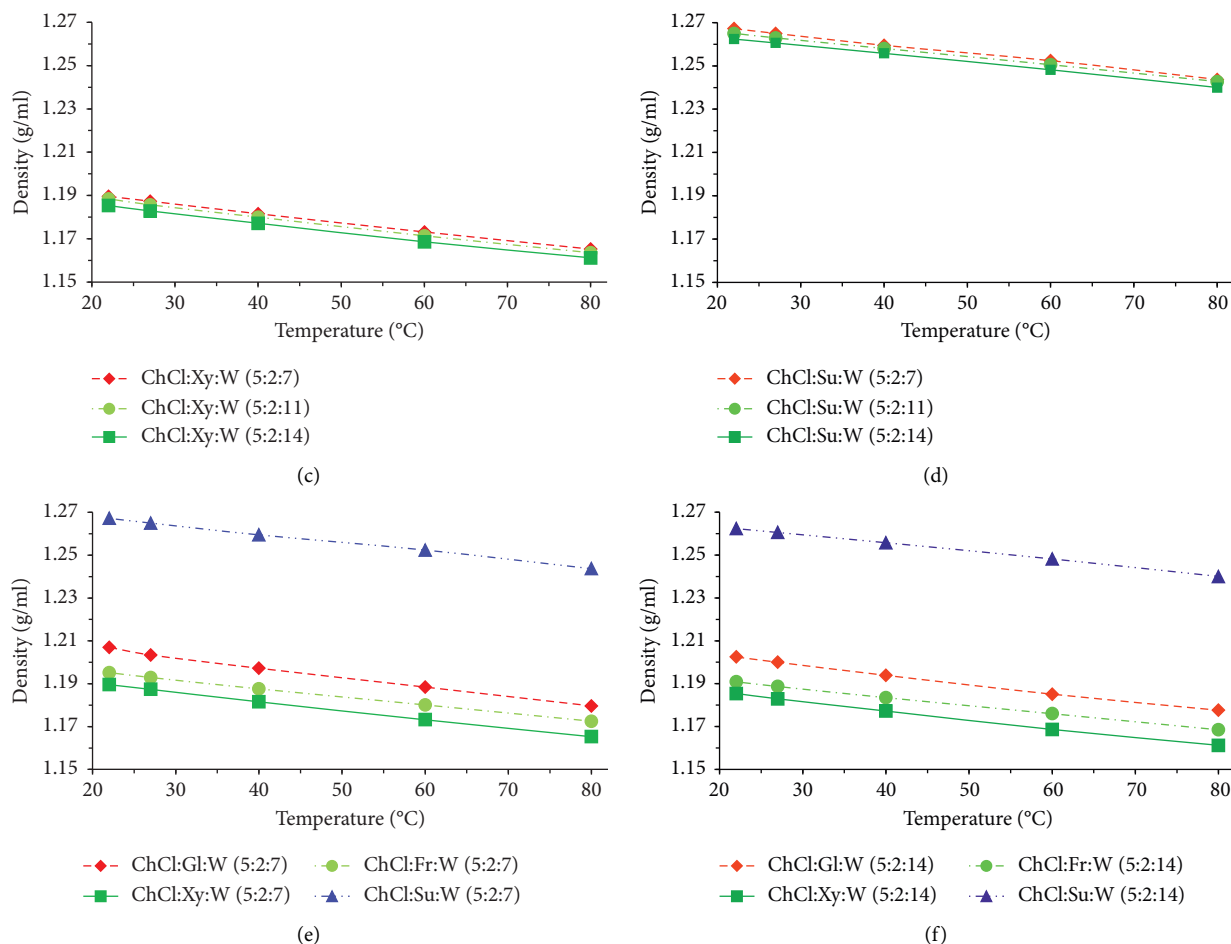 1.27
1.25
1.23
1.21
1.19
1.17
1.15
Density (g/ml)
20 30 40 50 60 70 80
Temperature (°C)
ChCl:Xy:W (5:2:7)
ChCl:Xy:W (5:2:11)
ChCl:Xy:W (5:2:14)
(c)
1.27
1.25
1.23
1.21
1.19
1.17
1.15
Density (g/ml)
20 30 40 50 60 70 80
Temperature (°C)
ChCl:Su:W (5:2:7)
ChCl:Su:W (5:2:11)
ChCl:Su:W (5:2:14)
(d)
1.27
1.25
1.23
1.21
1.19
1.17
1.15
Density (g/ml)
20 30 40 50 60 70 80
Temperature (°C)
ChCl:Gl:W (5:2:7) ChCl:Fr:W (5:2:7)
ChCl:Xy:W (5:2:7) ChCl:Su:W (5:2:7)
(e)
1.27
1.25
1.23
1.21
1.19
1.17
1.15
Density (g/ml)
20 30 40 50 60 70 80
Temperature (°C)
ChCl:Gl:W (5:2:14) ChCl:Fr:W (5:2:14)
ChCl:Xy:W (5:2:14) ChCl:Su:W (5:2:14)
(f)